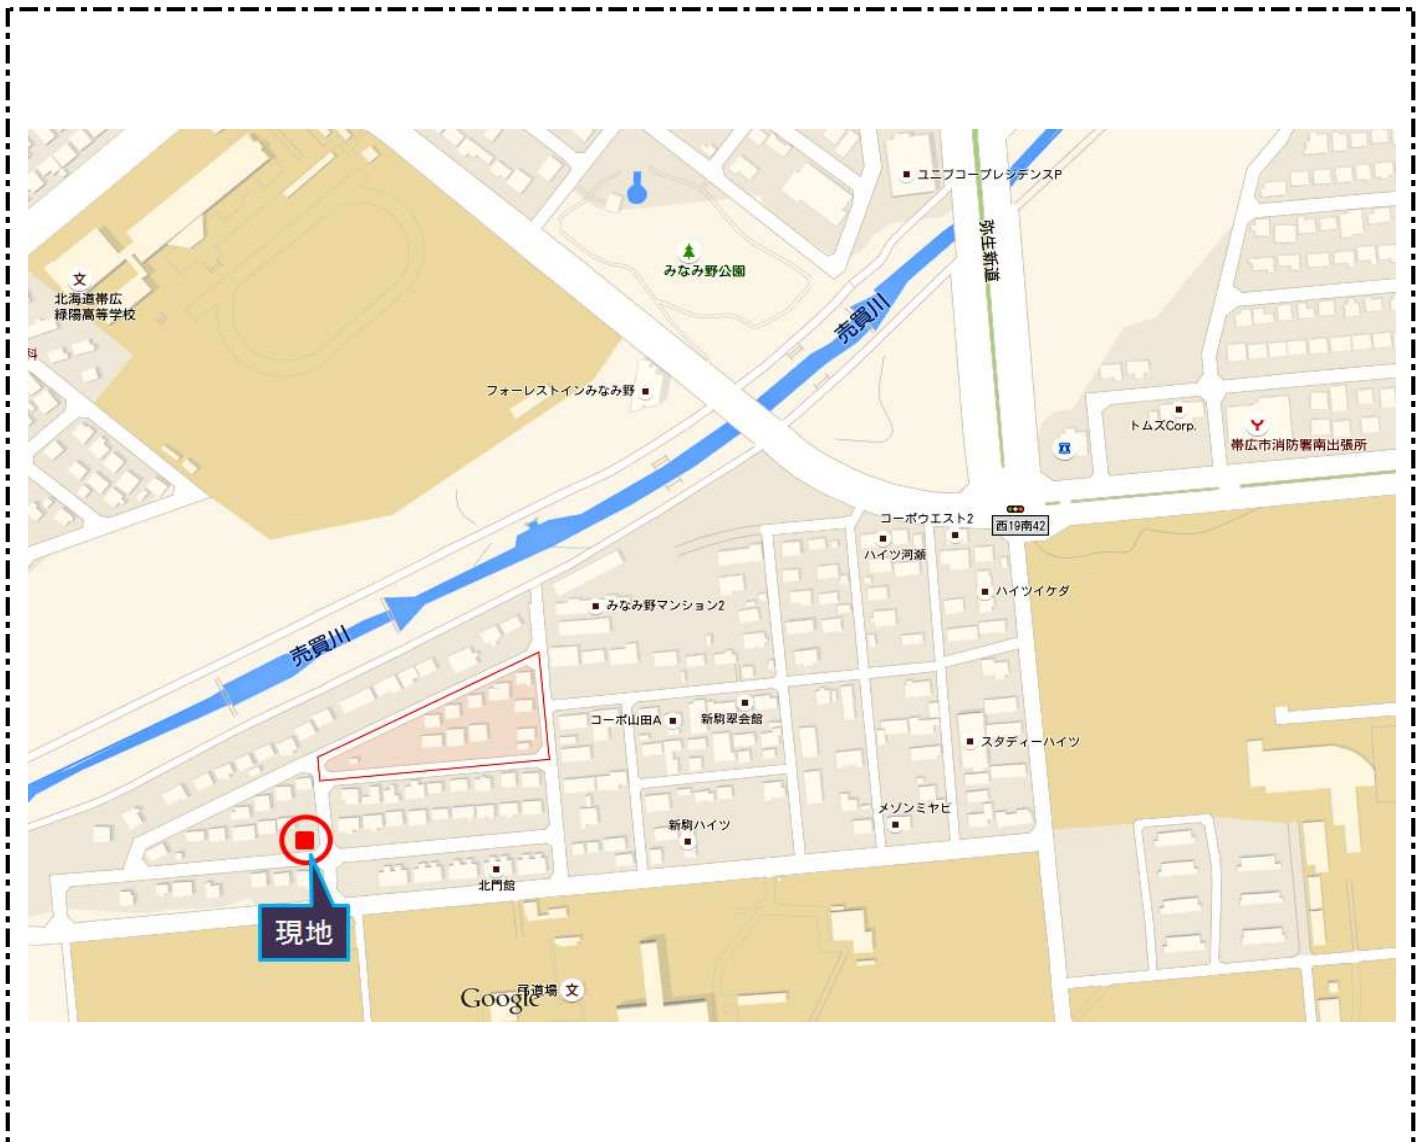 ユニブコープレジデンスP
弥生新道
みなみ野公園
文
北海道帯広
緑陽高等学校
売買川
科
フォーレストインみなみ野
トムズCorp.
帯広市消防署南出張所
コーポウエスト2
西19南42
ハイツ河瀬
ハイツイケダ
みなみ野マンション2
売買川
コーポ山田A
新駒翠会館
スタディーハイツ
メゾンミヤビ
新駒ハイツ
北門館
現地
弓道場 文
Google